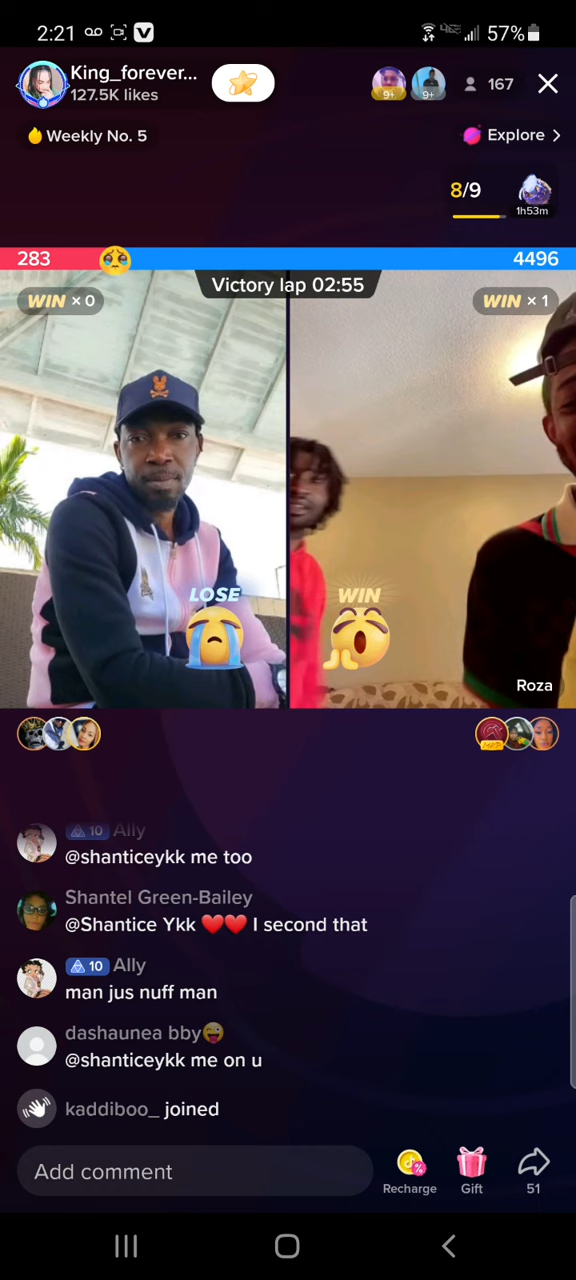 2:21
57%
King_forever...
127.5K likes
9+
9+
167
Weekly No. 5
Explore >
8/9
1h53m
283
4496
Victory lap 02:55
WIN × 0
WIN × 1
LOSE
WIN
Roza
MVP
10 Ally
@shanticeykk me too
Shantel Green-Bailey
@Shantice Ykk ❤️❤️ I second that
10 Ally
man jus nuff man
dashaunea bby😜
@shanticeykk me on u
kaddiboo_ joined
Add comment
Recharge
Gift
51